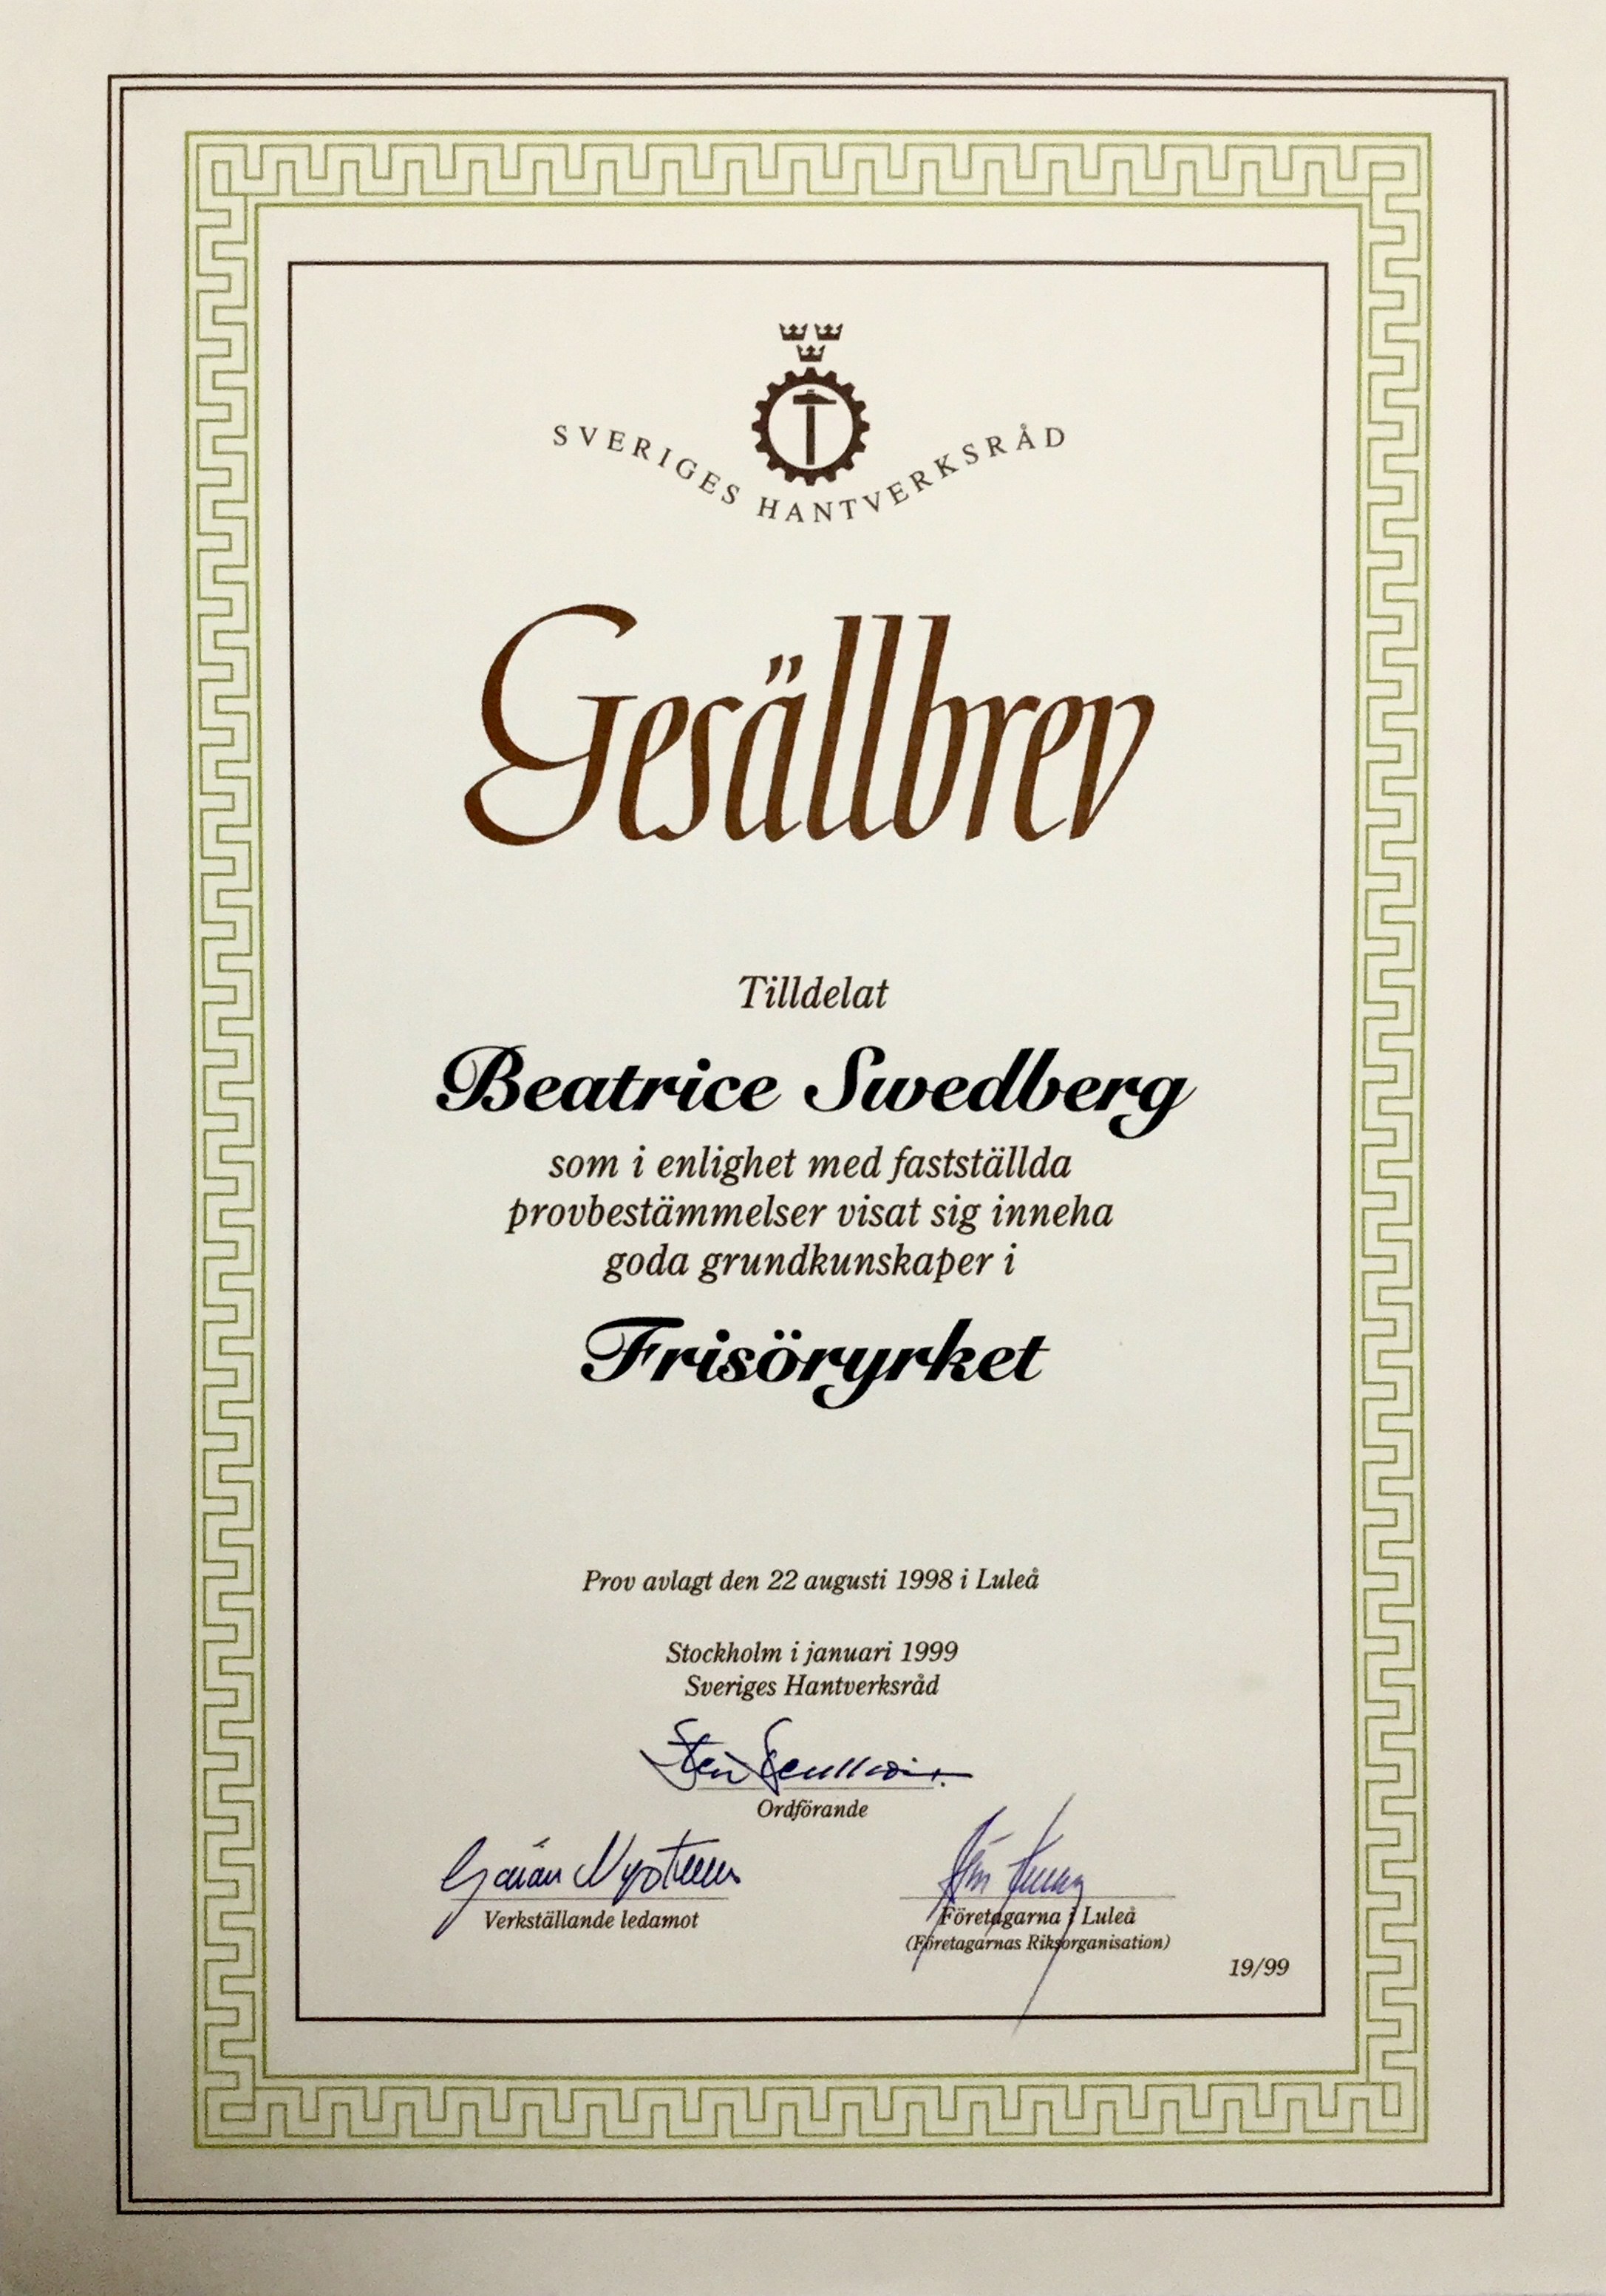 SVERIGES HANTVERKSRÅD
Gesällbrev
Tilldelat
Beatrice Swedberg
som i enlighet med fastställda
provbestämmelser visat sig inneha
goda grundkunskaper i
Frisöryrket
Prov avlagt den 22 augusti 1998 i Luleå
Stockholm i januari 1999
Sveriges Hantverksråd
Ordförande
Verkställande ledamot
Företagarna i Luleå
(Företagarnas Riksorganisation)
19/99